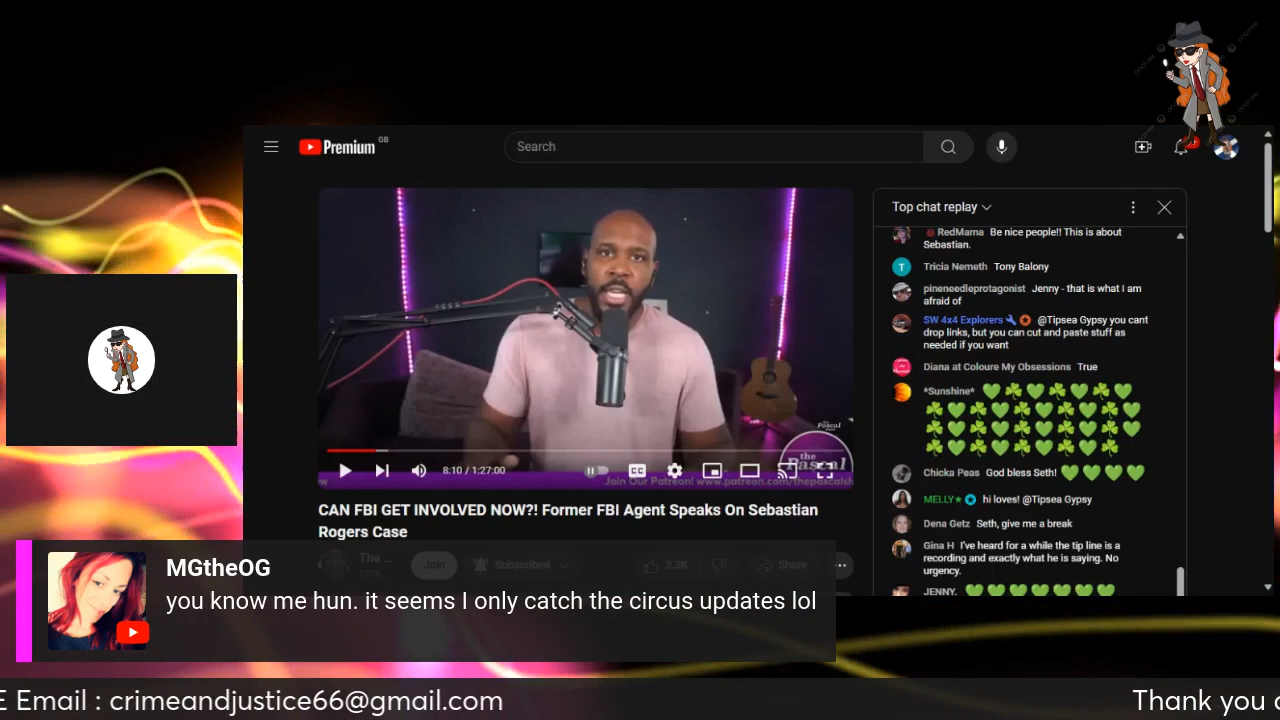 Premium GB
Search
Top chat replay
RedMama Be nice people!! This is about
Sebastian.
T
Tricia Nemeth Tony Balony
pineedleprotagonist Jenny - that is what I am
afraid of
SW 4x4 Explorers @Tipsea Gypsy you cant
drop links, but you can cut and paste stuff as
needed if you want
Diana at Coloure My Obsessions True
*Sunshine*
Chicka Peas God bless Seth!
MELLY★ hi loves! @Tipsea Gypsy
Dena Getz Seth, give me a break
Gina H I've heard for a while the tip line is a
recording and exactly what he is saying. No
urgency.
JENNY.
the Pascal
the
Pascal
8:10 / 1:27:00
CC
Join Our Patreon! www.patreon.com/thepascalsh
CAN FBI GET INVOLVED NOW?! Former FBI Agent Speaks On Sebastian
Rogers Case
The ...
Join
Subscribed
2.3K
Share
MGtheOG
you know me hun. it seems I only catch the circus updates lol
E Email : crimeandjustice66@gmail.com
Thank you